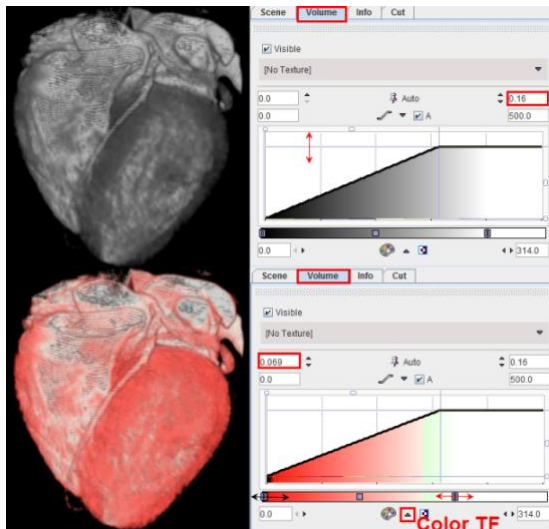 Scene Volume Info Cut
Visible
[No Texture]
0.0 Auto 0.16
0.0 A 500.0
0.0 314.0
Scene Volume Info Cut
Visible
[No Texture]
0.069 Auto 0.16
0.0 A 500.0
0.0 314.0
Color TF